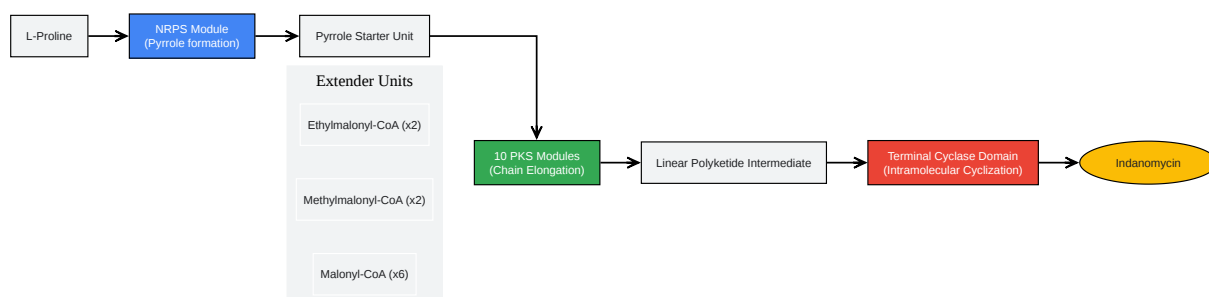 L-Proline
NRPS Module
(Pyrrole formation)
Pyrrole Starter Unit
Extender Units
Ethylmalonyl-CoA (x2)
Methylmalonyl-CoA (x2)
Malonyl-CoA (x6)
10 PKS Modules
(Chain Elongation)
Linear Polyketide Intermediate
Terminal Cyclase Domain
(Intramolecular Cyclization)
Indanomycin